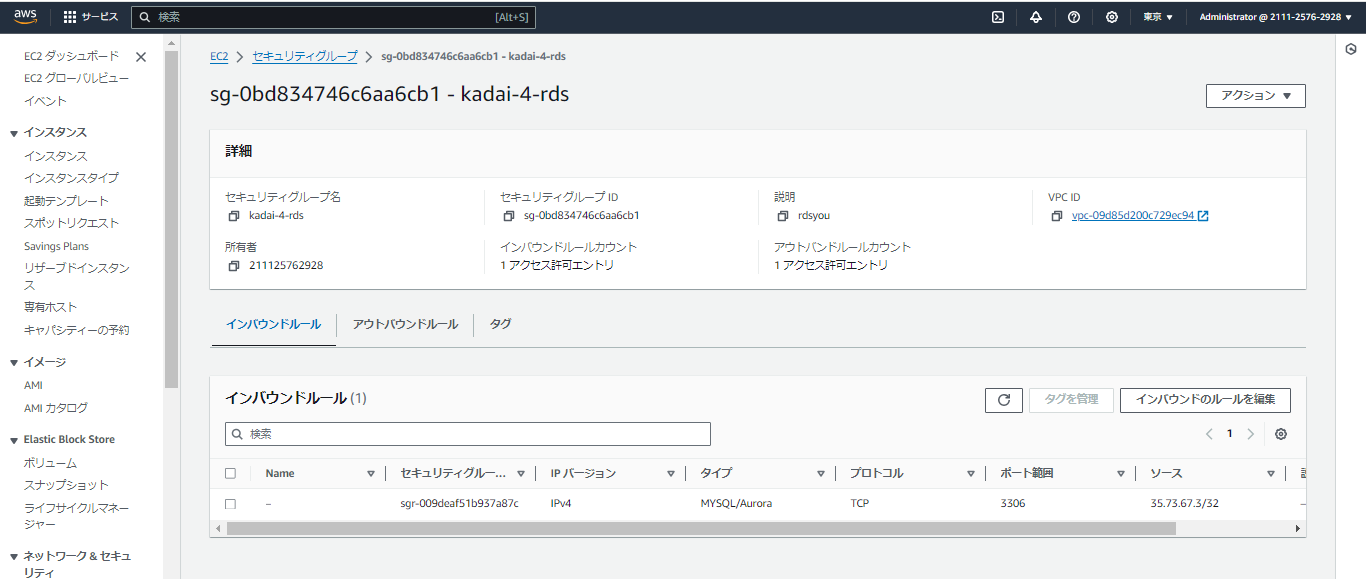 aws サービス 検索 [Alt+S] 東京 Administrator @ 2111-2576-2928
EC2 ダッシュボード
EC2 グローバルビュー
イベント
インスタンス
インスタンス
インスタンスタイプ
起動テンプレート
スポットリクエスト
Savings Plans
リザーブドインスタン
ス
専有ホスト
キャパシティーの予約
イメージ
AMI
AMI カタログ
Elastic Block Store
ボリューム
スナップショット
ライフサイクルマネー
ジャー
ネットワーク & セキュ
リティ
EC2 セキュリティグループ sg-0bd834746c6aa6cb1 - kadai-4-rds
sg-0bd834746c6aa6cb1 - kadai-4-rds
アクション
詳細
セキュリティグループ名
kadai-4-rds
セキュリティグループ ID
sg-0bd834746c6aa6cb1
説明
rdsyou
VPC ID
vpc-09d85d200c729ec94
所有者
211125762928
インバウンドルールカウント
1 アクセス許可エントリ
アウトバンドルールカウント
1 アクセス許可エントリ
インバウンドルール アウトバウンドルール タグ
インバウンドルール (1)
タグを管理 インバウンドのルールを編集
検索
1
Name セキュリティグルー... IP バージョン タイプ プロトコル ポート範囲 ソース
– sgr-009deaf51b937a87c IPv4 MYSQL/Aurora TCP 3306 35.73.67.3/32 –